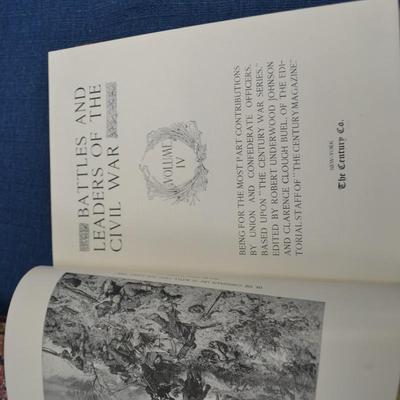 BATTLES AND
LEADERS OF THE
CIVIL WAR
VOLUME
IV
BEING FOR THE MOST PART CONTRIBUTIONS
BY UNION AND CONFEDERATE OFFICERS.
BASED UPON "THE CENTURY WAR SERIES."
EDITED BY ROBERT UNDERWOOD JOHNSON
AND CLARENCE CLOUGH BUEL, OF THE EDI-
TORIAL STAFF OF "THE CENTURY MAGAZINE."
NEW-YORK
The Century Co.